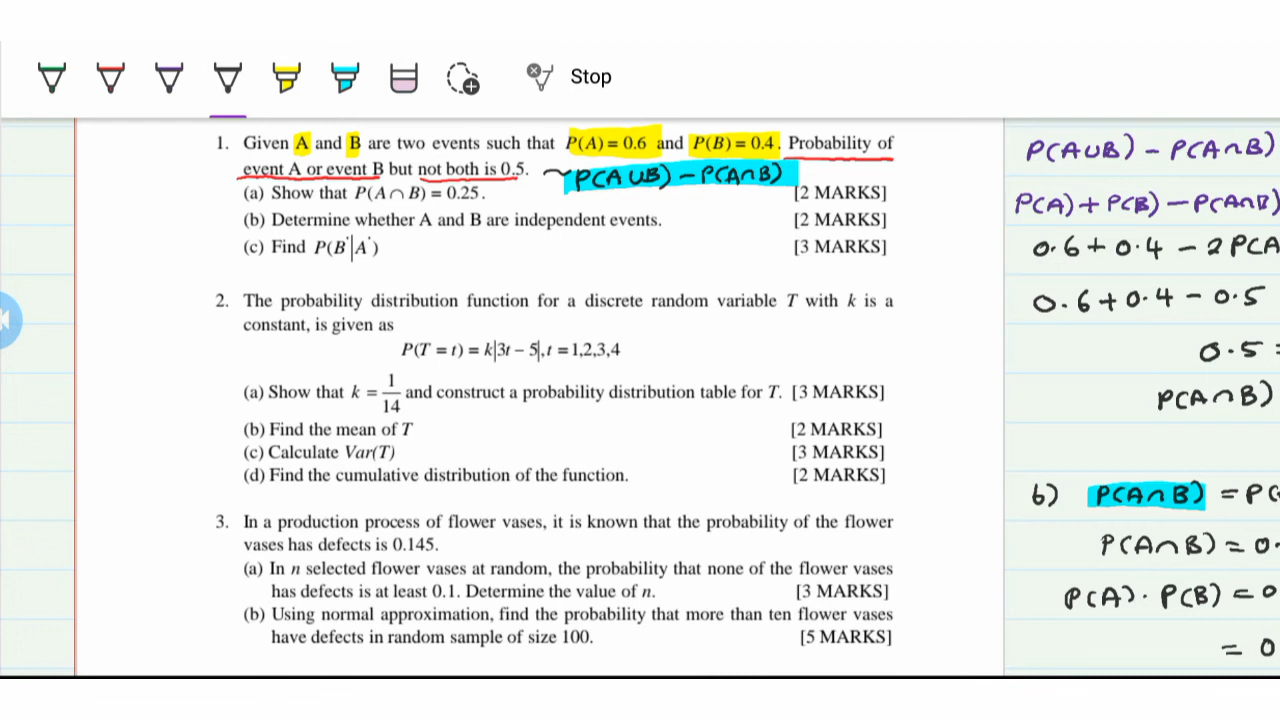 Stop
1. Given A and B are two events such that P(A) = 0.6 and P(B) = 0.4. Probability of
event A or event B but not both is 0.5. ~ P(A ∪ B) − P(A ∩ B)
(a) Show that P(A ∩ B) = 0.25. [2 MARKS]
(b) Determine whether A and B are independent events. [2 MARKS]
(c) Find P(B'|A') [3 MARKS]
2. The probability distribution function for a discrete random variable T with k is a
constant, is given as
P(T = t) = k|3t − 5|, t = 1,2,3,4
(a) Show that k = 1/14 and construct a probability distribution table for T. [3 MARKS]
(b) Find the mean of T [2 MARKS]
(c) Calculate Var(T) [3 MARKS]
(d) Find the cumulative distribution of the function. [2 MARKS]
3. In a production process of flower vases, it is known that the probability of the flower
vases has defects is 0.145.
(a) In n selected flower vases at random, the probability that none of the flower vases
has defects is at least 0.1. Determine the value of n. [3 MARKS]
(b) Using normal approximation, find the probability that more than ten flower vases
have defects in random sample of size 100. [5 MARKS]
P(A∪B) − P(A∩B)
P(A) + P(B) − P(A∩B)
0.6 + 0.4 − 2P(A
0.6 + 0.4 − 0.5
0.5 =
P(A∩B)
b) P(A∩B) = P(
P(A∩B) = 0.
P(A) · P(B) = 0
= 0